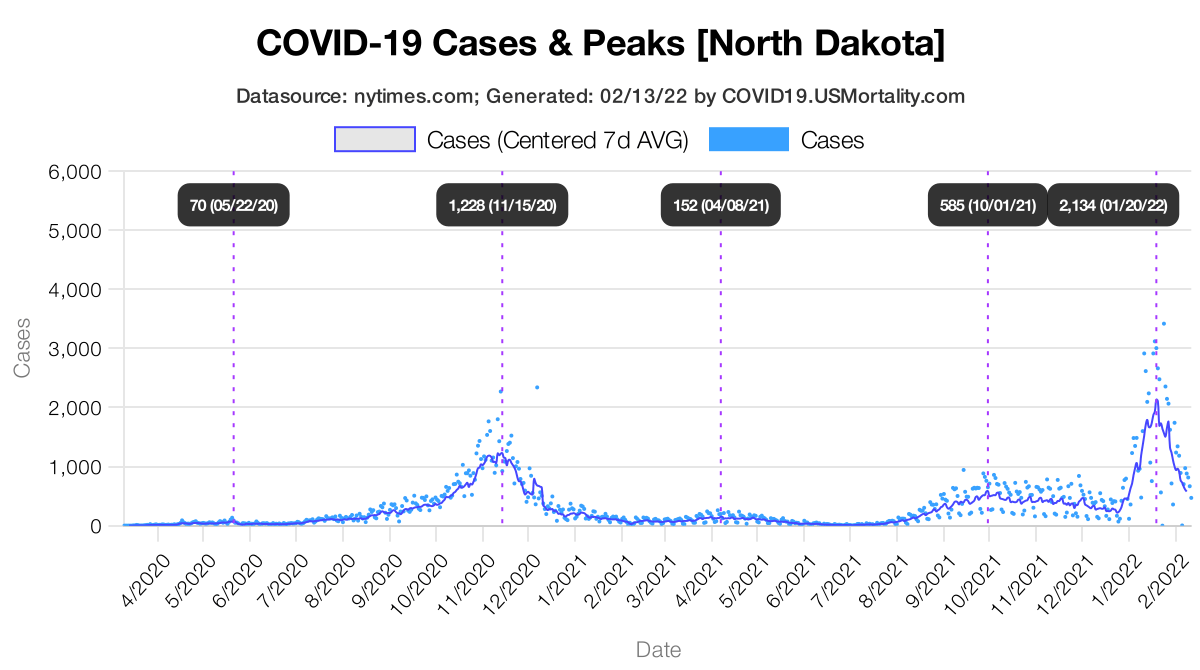 COVID-19 Cases & Peaks [North Dakota]
Datasource: nytimes.com; Generated: 02/13/22 by COVID19.USMortality.com
Cases (Centered 7d AVG) Cases
6,000
70 (05/22/20) 1,228 (11/15/20) 152 (04/08/21) 585 (10/01/21) 2,134 (01/20/22)
5,000
4,000
3,000
2,000
1,000
0
Cases
4/2020 5/2020 6/2020 7/2020 8/2020 9/2020 10/2020 11/2020 12/2020 1/2021 2/2021 3/2021 4/2021 5/2021 6/2021 7/2021 8/2021 9/2021 10/2021 11/2021 12/2021 1/2022 2/2022
Date